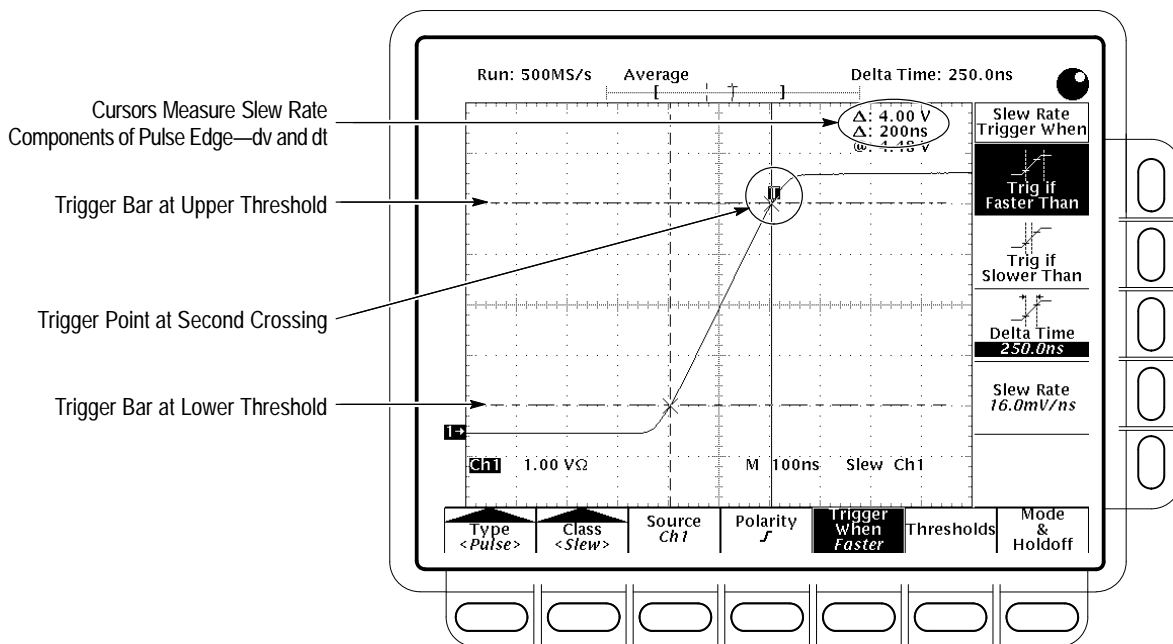 Run: 500MS/s Average Delta Time: 250.0ns
Cursors Measure Slew Rate
Components of Pulse Edge—dv and dt
Δ: 4.00 V
Δ: 200ns
@: 4.48 V
Slew Rate
Trigger When
Trig if
Faster Than
Trigger Bar at Upper Threshold
Trig if
Slower Than
Trigger Point at Second Crossing
Delta Time
250.0ns
Slew Rate
16.0mV/ns
Trigger Bar at Lower Threshold
1→
Ch1 1.00 VΩ M 100ns Slew Ch1
Type
<Pulse>
Class
<Slew>
Source
Ch1
Polarity
Trigger
When
Faster
Thresholds
Mode
&
Holdoff